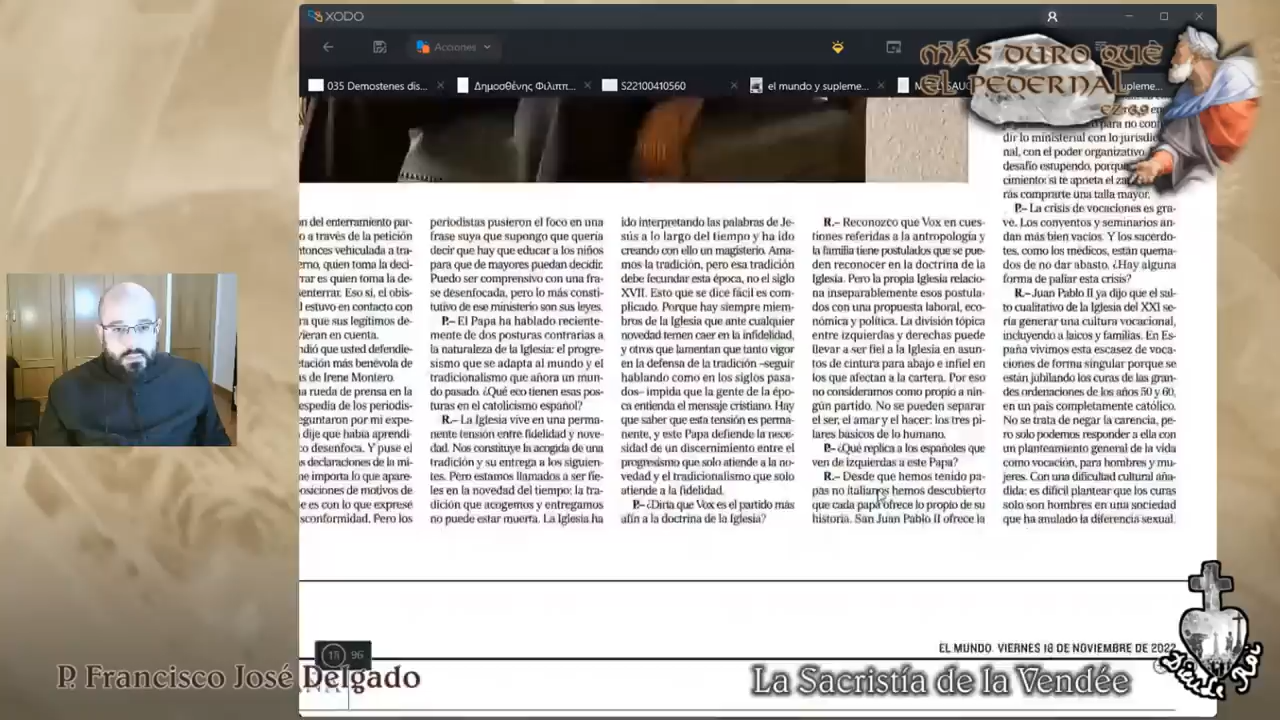 XODO
Acciones
035 Demostenes dis...
Δημοσθένης Φιλιππ...
S22100410560
el mundo y supleme...
upleme...
MÁS DURO QUE
EL PEDERNAL
EZ 3,9
para no con
dir lo ministerial con lo jurisdic
nal, con el poder organizativo.
desafío estupendo, porqu
cimiento: si te aprieta el za
rás comprarte una talla mayor.
P.– La crisis de vocaciones es gra-
ve. Los conventos y seminarios an-
dan más bien vacíos. Y los sacerdo-
tes, como los médicos, están quema-
dos de no dar abasto. ¿Hay alguna
forma de paliar esta crisis?
R.– Juan Pablo II ya dijo que el sal-
to cualitativo de la Iglesia del XXI se-
ría generar una cultura vocacional,
incluyendo a laicos y familias. En Es-
paña vivimos esta escasez de voca-
ciones de forma singular porque se
están jubilando los curas de las gran-
des ordenaciones de los años 50 y 60,
en un país completamente católico.
No se trata de negar la carencia, pe-
ro solo podemos responder a ella con
un planteamiento general de la vida
como vocación, para hombres y mu-
jeres. Con una dificultad cultural aña-
dida: es difícil plantear que los curas
solo son hombres en una sociedad
que ha anulado la diferencia sexual.
n del enterramiento par-
o a través de la petición
tonces vehiculada a tra-
erno, quien toma la deci-
rrar es quien toma la de-
senterrar. Eso sí, el obis-
l estuvo en contacto con
ra que sus legítimos de-
vieran en cuenta.
ndió que usted defendie-
etación más benévola de
s de Irene Montero
a rueda de prensa en la
espedía de los periodis-
eguntaron por mi expe-
dije que había aprendi-
o desenfoca. Y puse el
s declaraciones de la mi-
ne importa lo que apare-
osiciones de motivos de
e es con lo que expresé
sconformidad. Pero los
periodistas pusieron el foco en una
frase suya que supongo que quería
decir que hay que educar a los niños
para que de mayores puedan decidir.
Puedo ser comprensivo con una fra-
se desenfocada, pero lo más consti-
tutivo de ese ministerio son sus leyes.
P.– El Papa ha hablado reciente-
mente de dos posturas contrarias a
la naturaleza de la Iglesia: el progre-
sismo que se adapta al mundo y el
tradicionalismo que añora un mun-
do pasado. ¿Qué eco tienen esas pos-
turas en el catolicismo español?
R.– La Iglesia vive en una perma-
nente tensión entre fidelidad y nove-
dad. Nos constituye la acogida de una
tradición y su entrega a los siguien-
tes. Pero estamos llamados a ser fie-
les en la novedad del tiempo: la tra-
dición que acogemos y entregamos
no puede estar muerta. La Iglesia ha
ido interpretando las palabras de Je-
sús a lo largo del tiempo y ha ido
creando con ello un magisterio. Ama-
mos la tradición, pero esa tradición
debe fecundar esta época, no el siglo
XVII. Esto que se dice fácil es com-
plicado. Porque hay siempre miem-
bros de la Iglesia que ante cualquier
novedad temen caer en la infidelidad,
y otros que lamentan que tanto vigor
en la defensa de la tradición –seguir
hablando como en los siglos pasa-
dos– impida que la gente de la épo-
ca entienda el mensaje cristiano. Hay
que saber que esta tensión es perma-
nente, y este Papa defiende la nece-
sidad de un discernimiento entre el
progresismo que solo atiende a la no-
vedad y el tradicionalismo que solo
atiende a la fidelidad.
P.– ¿Diría que Vox es el partido más
afín a la doctrina de la Iglesia?
R.– Reconozco que Vox en cues-
tiones referidas a la antropología y
la familia tiene postulados que se pue-
den reconocer en la doctrina de la
Iglesia. Pero la propia Iglesia relacio-
na inseparablemente esos postula-
dos con una propuesta laboral, eco-
nómica y política. La división tópica
entre izquierdas y derechas puede
llevar a ser fiel a la Iglesia en asun-
tos de cintura para abajo e infiel en
los que afectan a la cartera. Por eso
no consideramos como propio a nin-
gún partido. No se pueden separar
el ser, el amar y el hacer: los tres pi-
lares básicos de lo humano.
P.– ¿Qué replica a los españoles que
ven de izquierdas a este Papa?
R.– Desde que hemos tenido pa-
pas no italianos hemos descubierto
que cada papa ofrece lo propio de su
historia. San Juan Pablo II ofrece la
18 96
EL MUNDO. VIERNES 18 DE NOVIEMBRE DE 2022
P. Francisco José Delgado
La Sacristía de la Vendée
Dieu le Roi